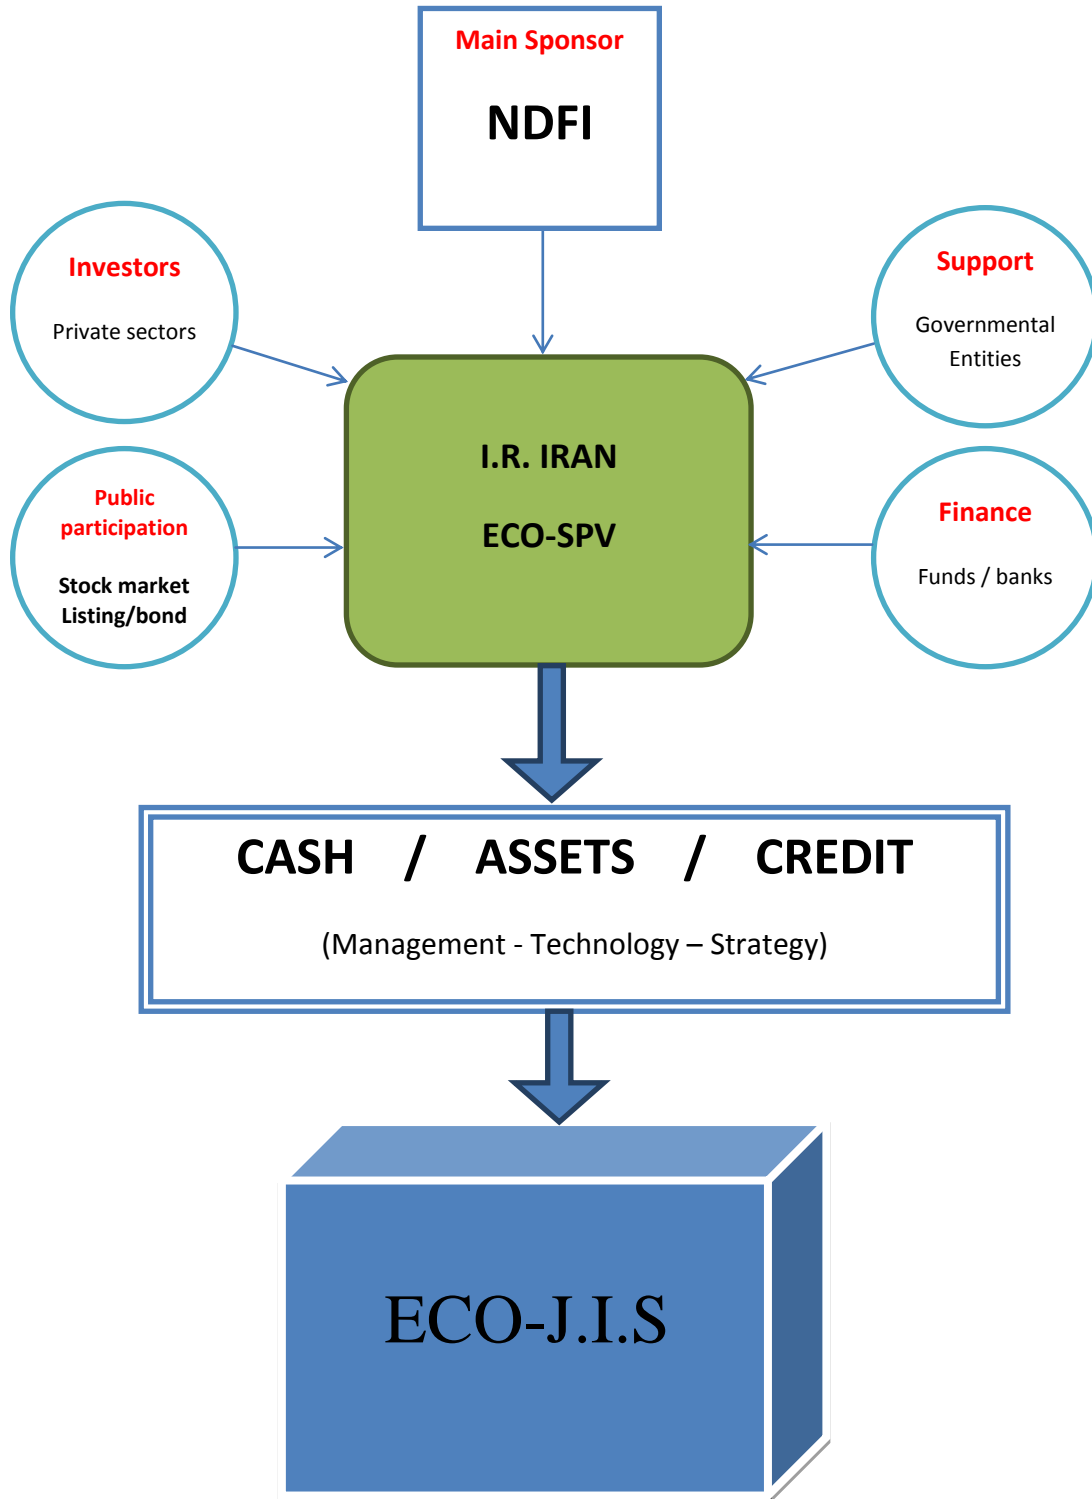 Main Sponsor
NDFI
Investors
Private sectors
Support
Governmental
Entities
I.R. IRAN
ECO-SPV
Public
participation
Stock market
Listing/bond
Finance
Funds / banks
CASH / ASSETS / CREDIT
(Management - Technology – Strategy)
ECO-J.I.S